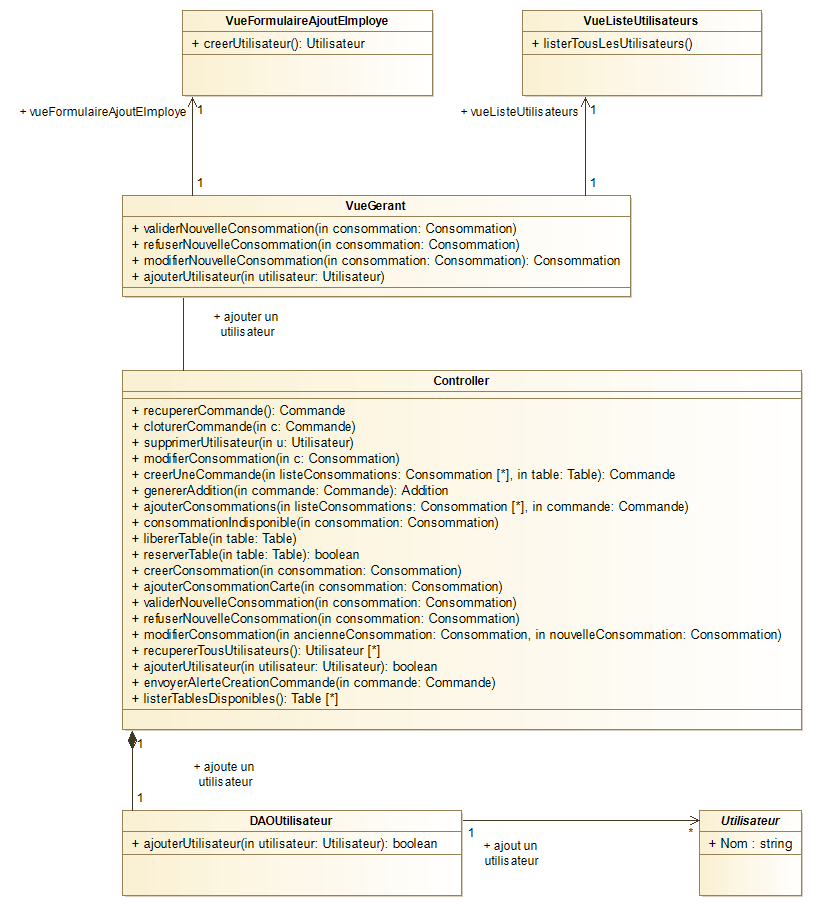 VueFormulaireAjoutEImploye
+ creerUtilisateur(): Utilisateur
VueListeUtilisateurs
+ listerTousLesUtilisateurs()
+ vueFormulaireAjoutEImploye
1
+ vueListeUtilisateurs
1
1
1
VueGerant
+ validerNouvelleConsommation(in consommation: Consommation)
+ refuserNouvelleConsommation(in consommation: Consommation)
+ modifierNouvelleConsommation(in consommation: Consommation): Consommation
+ ajouterUtilisateur(in utilisateur: Utilisateur)
+ ajouter un
utilisateur
Controller
+ recupererCommande(): Commande
+ cloturerCommande(in c: Commande)
+ supprimerUtilisateur(in u: Utilisateur)
+ modifierConsommation(in c: Consommation)
+ creerUneCommande(in listeConsommations: Consommation [*], in table: Table): Commande
+ genererAddition(in commande: Commande): Addition
+ ajouterConsommations(in listeConsommations: Consommation [*], in commande: Commande)
+ consommationIndisponible(in consommation: Consommation)
+ libererTable(in table: Table)
+ reserverTable(in table: Table): boolean
+ creerConsommation(in consommation: Consommation)
+ ajouterConsommationCarte(in consommation: Consommation)
+ validerNouvelleConsommation(in consommation: Consommation)
+ refuserNouvelleConsommation(in consommation: Consommation)
+ modifierConsommation(in ancienneConsommation: Consommation, in nouvelleConsommation: Consommation)
+ recupererTousUtilisateurs(): Utilisateur [*]
+ ajouterUtilisateur(in utilisateur: Utilisateur): boolean
+ envoyerAlerteCreationCommande(in commande: Commande)
+ listerTablesDisponibles(): Table [*]
1
+ ajoute un
utilisateur
1
DAOUtilisateur
+ ajouterUtilisateur(in utilisateur: Utilisateur): boolean
1
*
+ ajout un
utilisateur
Utilisateur
+ Nom : string